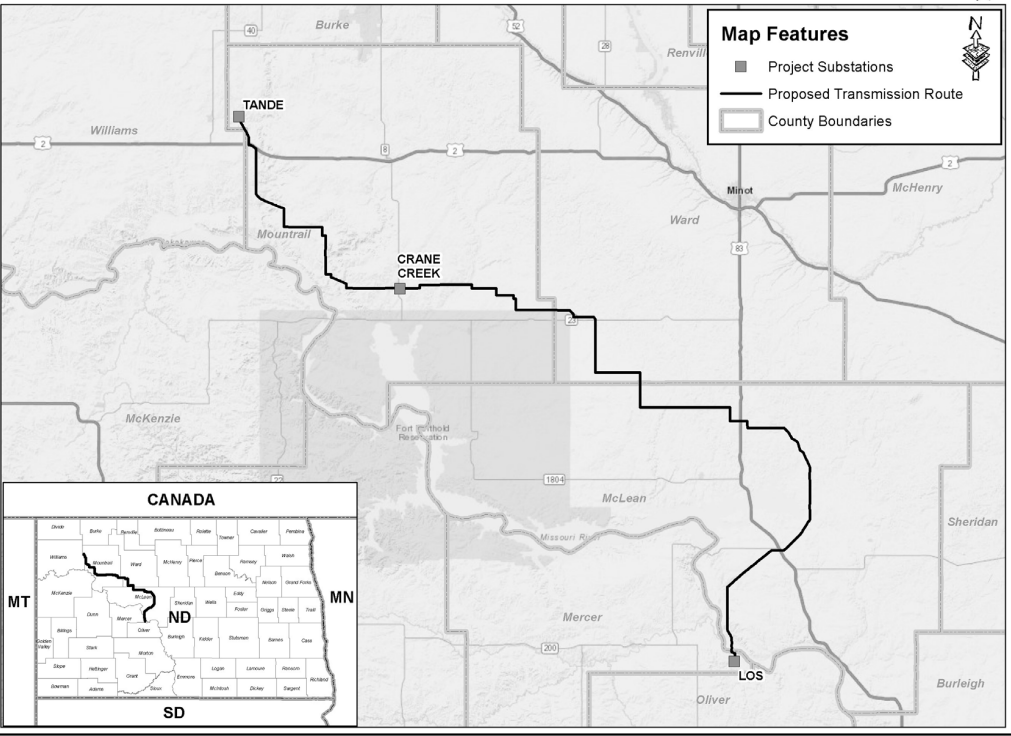 Burke
40
52
28
Renvill
N
Map Features
Project Substations
Proposed Transmission Route
County Boundaries
TANDE
Williams
2
8
2
2
Minot
McHenry
Ward
Mountrail
83
CRANE
CREEK
23
McKenzie
Fort Berthold
Reservation
1804
McLean
Sheridan
Missouri River
Mercer
200
LOS
Oliver
Burleigh
CANADA
Divide
Burke
Renville
Bottineau
Rolette
Towner
Cavalier
Pembina
Williams
Mountrail
Ward
McHenry
Pierce
Benson
Ramsey
Walsh
Nelson
Grand Forks
McKenzie
McLean
Sheridan
Wells
Eddy
Foster
Griggs
Steele
Traill
MT
MN
ND
Dunn
Mercer
Oliver
Billings
Golden
Valley
Stark
Morton
Burleigh
Kidder
Stutsman
Barnes
Cass
Slope
Hettinger
Grant
Emmons
Logan
Lamoure
Ransom
Richland
Bowman
Adams
Sioux
McIntosh
Dickey
Sargent
SD